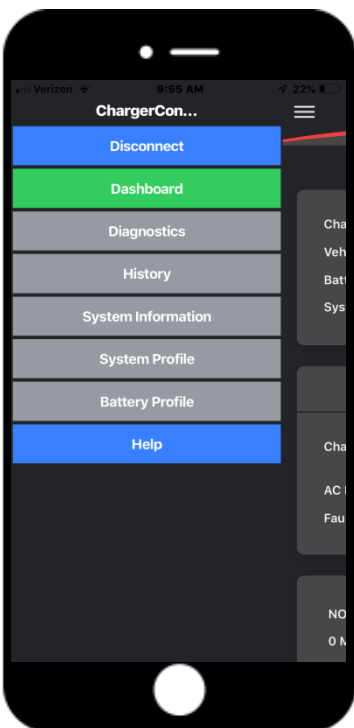 Verizon 9:55 AM 22%
ChargerCon...
Disconnect
Dashboard
Diagnostics
History
System Information
System Profile
Battery Profile
Help
Cha
Veh
Batt
Sys
Cha
AC
Fau
NO
0